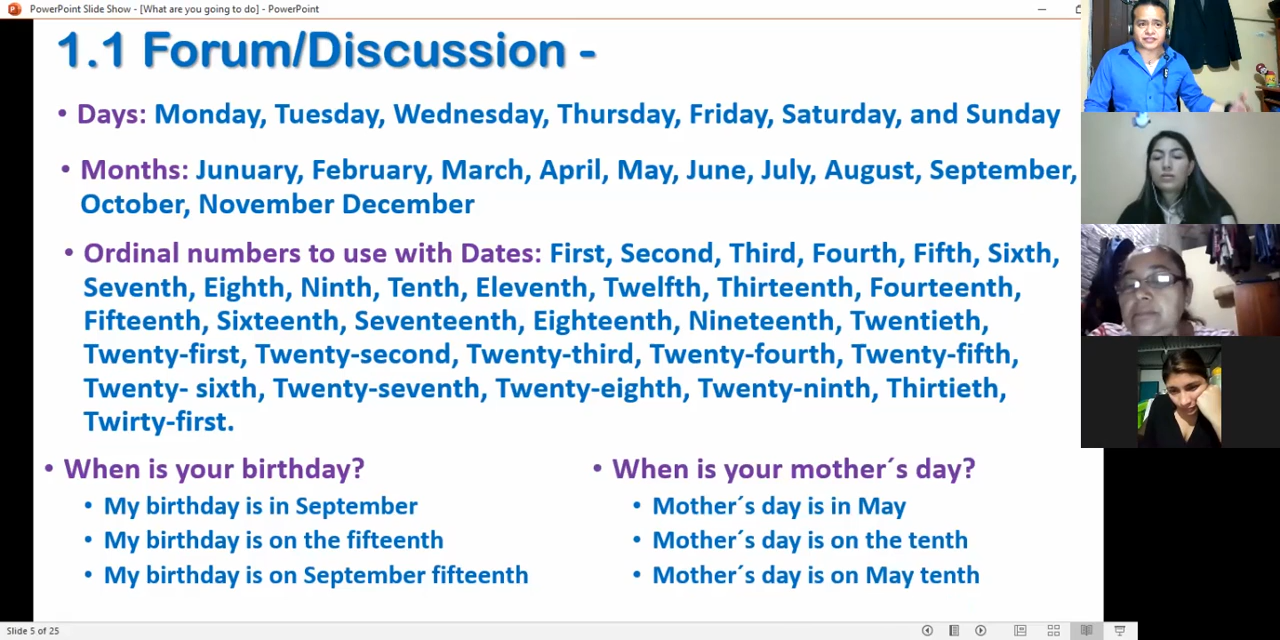 PowerPoint Slide Show - [What are you going to do] - PowerPoint
1.1 Forum/Discussion -
• Days: Monday, Tuesday, Wednesday, Thursday, Friday, Saturday, and Sunday
• Months: Junuary, February, March, April, May, June, July, August, September,
October, November December
• Ordinal numbers to use with Dates: First, Second, Third, Fourth, Fifth, Sixth,
Seventh, Eighth, Ninth, Tenth, Eleventh, Twelfth, Thirteenth, Fourteenth,
Fifteenth, Sixteenth, Seventeenth, Eighteenth, Nineteenth, Twentieth,
Twenty-first, Twenty-second, Twenty-third, Twenty-fourth, Twenty-fifth,
Twenty- sixth, Twenty-seventh, Twenty-eighth, Twenty-ninth, Thirtieth,
Twirty-first.
• When is your birthday?
• My birthday is in September
• My birthday is on the fifteenth
• My birthday is on September fifteenth
• When is your mother´s day?
• Mother´s day is in May
• Mother´s day is on the tenth
• Mother´s day is on May tenth
Slide 5 of 25